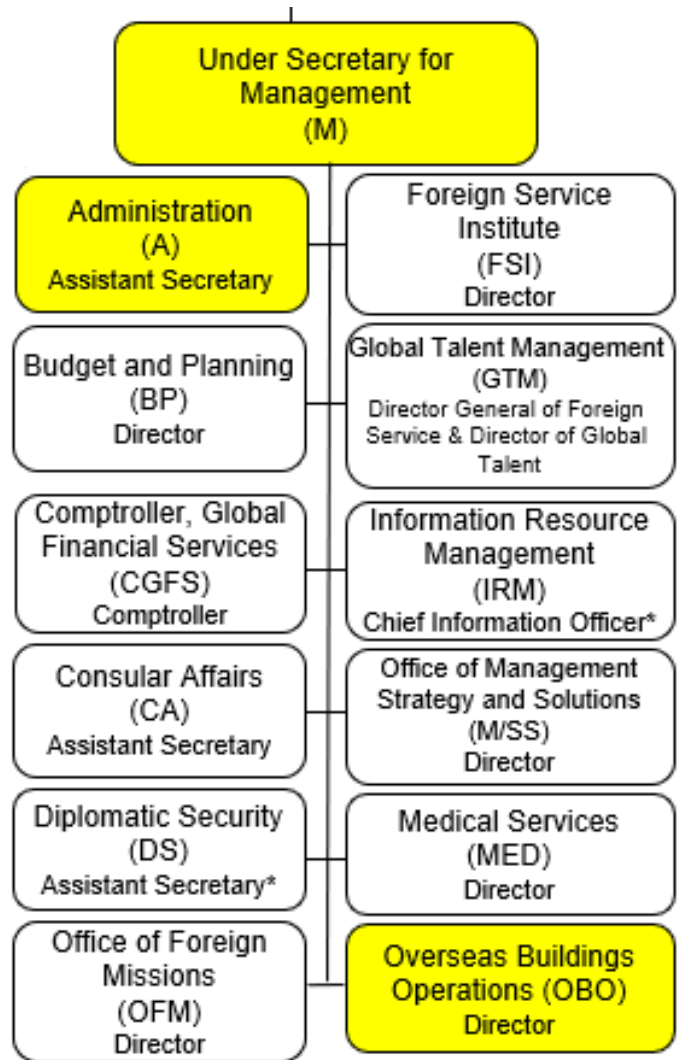 Under Secretary for
Management
(M)
Administration
(A)
Assistant Secretary
Foreign Service
Institute
(FSI)
Director
Budget and Planning
(BP)
Director
Global Talent Management
(GTM)
Director General of Foreign
Service & Director of Global
Talent
Comptroller, Global
Financial Services
(CGFS)
Comptroller
Information Resource
Management
(IRM)
Chief Information Officer*
Consular Affairs
(CA)
Assistant Secretary
Office of Management
Strategy and Solutions
(M/SS)
Director
Diplomatic Security
(DS)
Assistant Secretary*
Medical Services
(MED)
Director
Office of Foreign
Missions
(OFM)
Director
Overseas Buildings
Operations (OBO)
Director